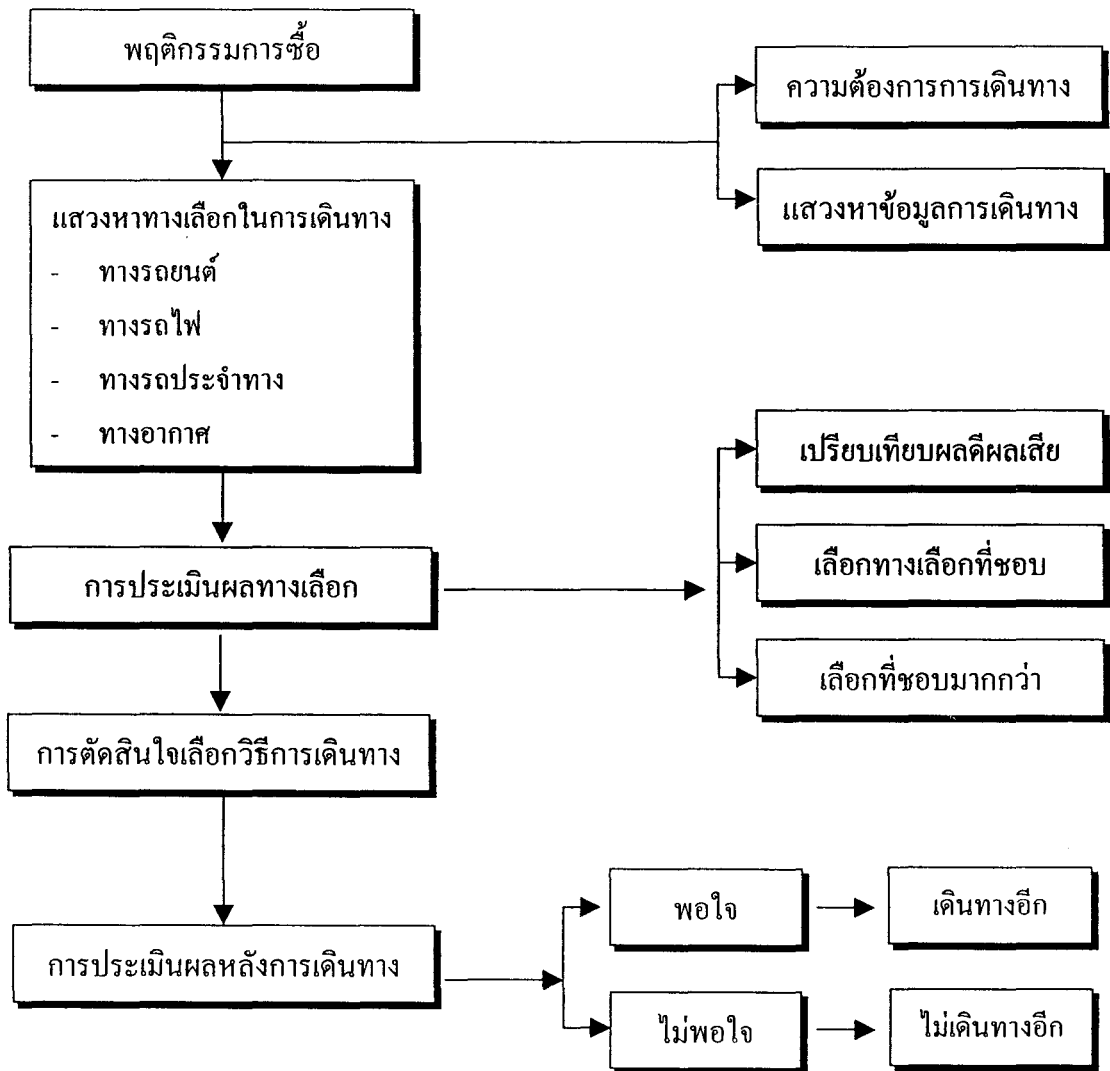 พฤติกรรมการซื้อ
ความต้องการการเดินทาง
แสวงหาข้อมูลการเดินทาง
แสวงหาทางเลือกในการเดินทาง
- ทางรถยนต์
- ทางรถไฟ
- ทางรถประจำทาง
- ทางอากาศ
เปรียบเทียบผลดีผลเสีย
การประเมินผลทางเลือก
เลือกทางเลือกที่ชอบ
เลือกที่ชอบมากกว่า
การตัดสินใจเลือกวิธีการเดินทาง
พอใจ
เดินทางอีก
การประเมินผลหลังการเดินทาง
ไม่พอใจ
ไม่เดินทางอีก